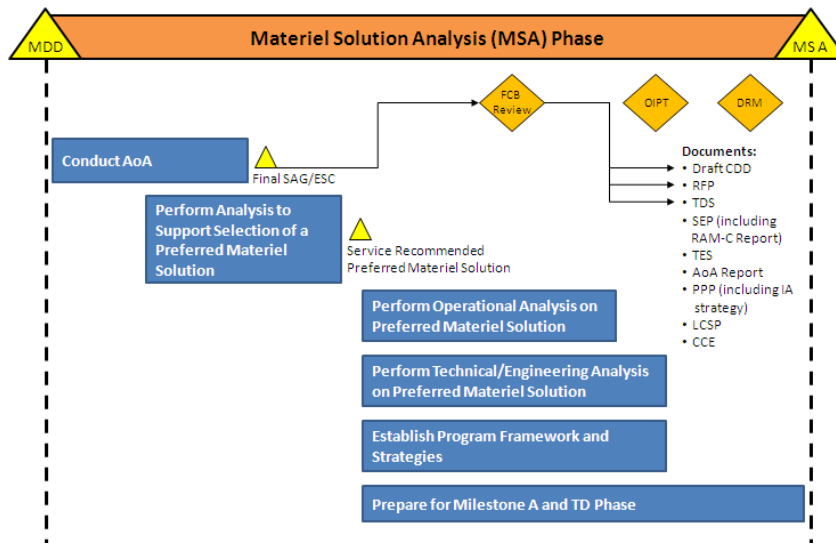 Materiel Solution Analysis (MSA) Phase
MDD
MSA
FCB
Review
OIPT
DRM
Conduct AoA
Final SAG/ESC
Documents:
• Draft CDD
• RFP
• TDS
• SEP (including
RAM-C Report)
• TES
• AoA Report
• PPP (including IA
strategy)
• LCSP
• CCE
Perform Analysis to
Support Selection of a
Preferred Materiel
Solution
Service Recommended
Preferred Materiel Solution
Perform Operational Analysis on
Preferred Materiel Solution
Perform Technical/Engineering Analysis
on Preferred Materiel Solution
Establish Program Framework and
Strategies
Prepare for Milestone A and TD Phase